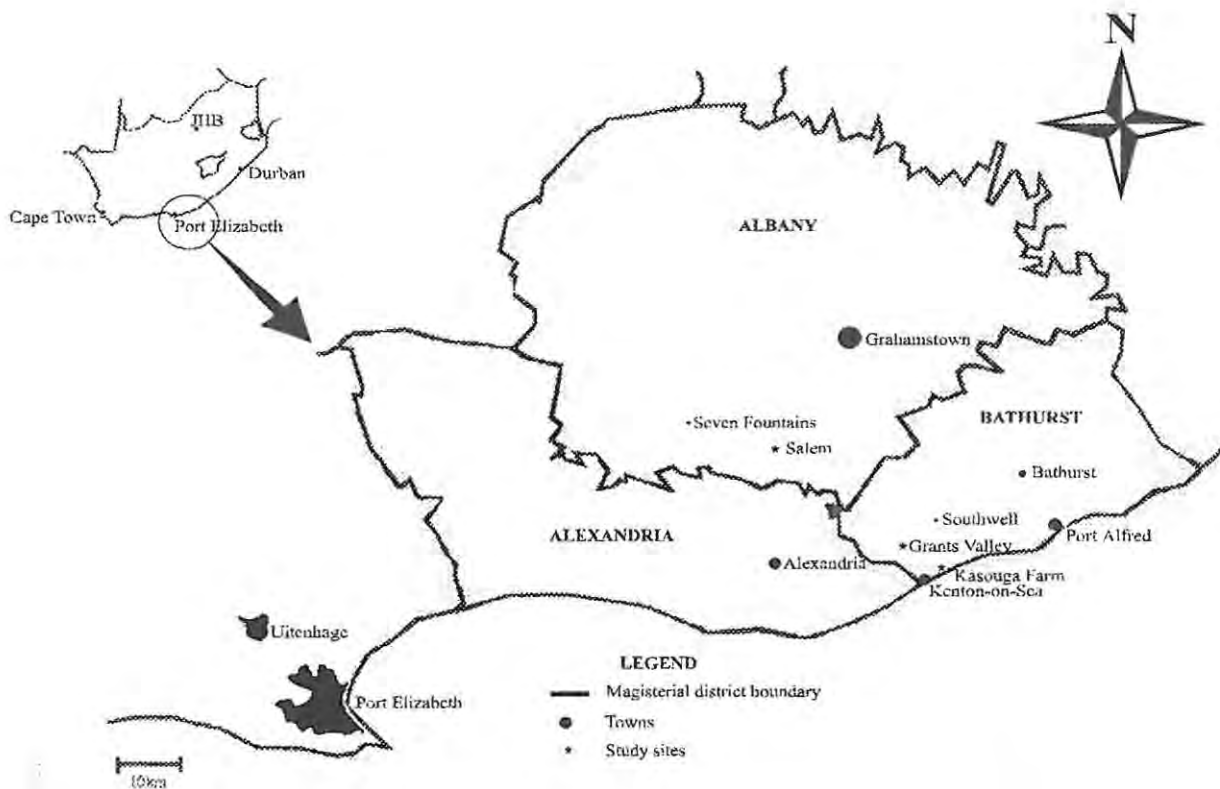 N
JHB
Durban
Cape Town
Port Elizabeth
ALBANY
Grahamstown
BATHURST
Seven Fountains
Salem
Bathurst
Southwell
Port Alfred
ALEXANDRIA
Grants Valley
Alexandria
Kasouga Farm
Kenton-on-Sea
Uitenhage
LEGEND
Magisterial district boundary
Port Elizabeth
Towns
Study sites
10km